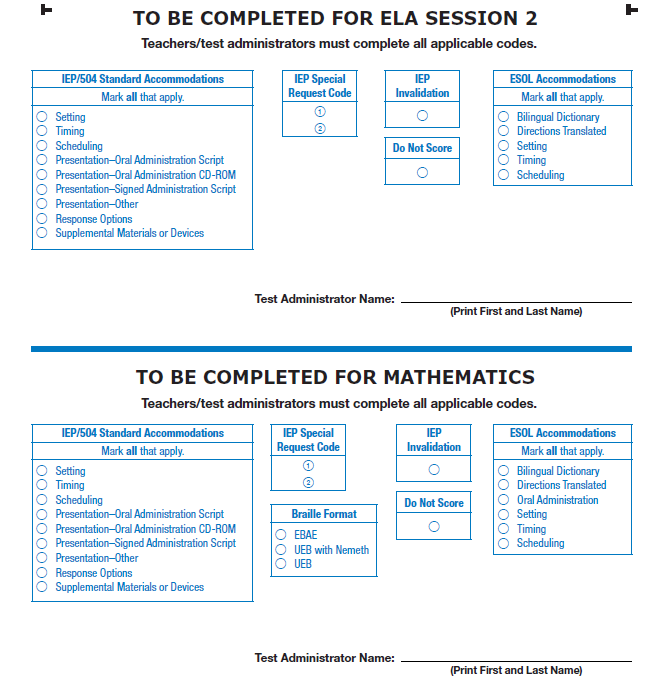 TO BE COMPLETED FOR ELA SESSION 2
Teachers/test administrators must complete all applicable codes.
IEP/504 Standard Accommodations
Mark all that apply.
Setting
Timing
Scheduling
Presentation–Oral Administration Script
Presentation–Oral Administration CD-ROM
Presentation–Signed Administration Script
Presentation–Other
Response Options
Supplemental Materials or Devices
IEP Special
Request Code
1
2
IEP
Invalidation
Do Not Score
ESOL Accommodations
Mark all that apply.
Bilingual Dictionary
Directions Translated
Setting
Timing
Scheduling
Test Administrator Name:
(Print First and Last Name)
TO BE COMPLETED FOR MATHEMATICS
Teachers/test administrators must complete all applicable codes.
IEP/504 Standard Accommodations
Mark all that apply.
Setting
Timing
Scheduling
Presentation–Oral Administration Script
Presentation–Oral Administration CD-ROM
Presentation–Signed Administration Script
Presentation–Other
Response Options
Supplemental Materials or Devices
IEP Special
Request Code
1
2
Braille Format
EBAE
UEB with Nemeth
UEB
IEP
Invalidation
Do Not Score
ESOL Accommodations
Mark all that apply.
Bilingual Dictionary
Directions Translated
Oral Administration
Setting
Timing
Scheduling
Test Administrator Name:
(Print First and Last Name)